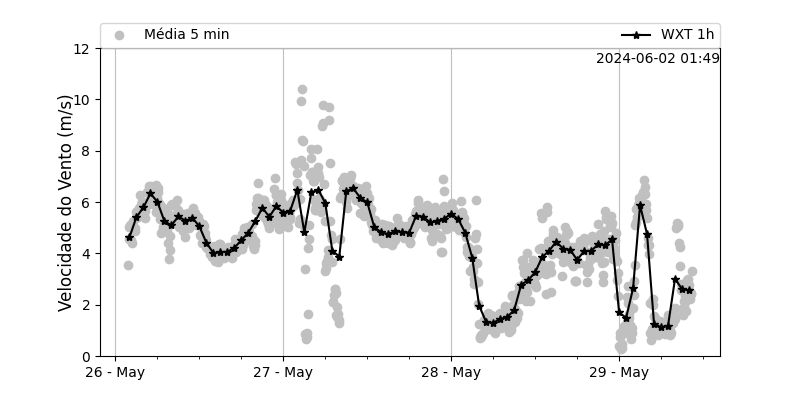 Média 5 min
WXT 1h
2024-06-02 01:49
Velocidade do Vento (m/s)
12
10
8
6
4
2
0
26 - May
27 - May
28 - May
29 - May